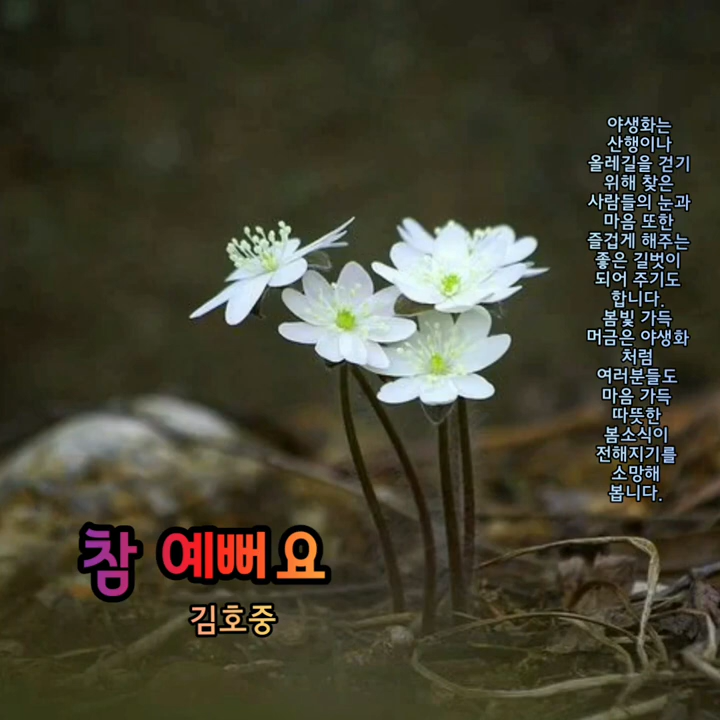 야생화는
산행이나
올레길을 걷기
위해 찾은
사람들의 눈과
마음 또한
즐겁게 해주는
좋은 길벗이
되어 주기도
합니다.
봄빛 가득
머금은 야생화
처럼
여러분들도
마음 가득
따뜻한
봄소식이
전해지기를
소망해
봅니다.
참 예뻐요
김호중